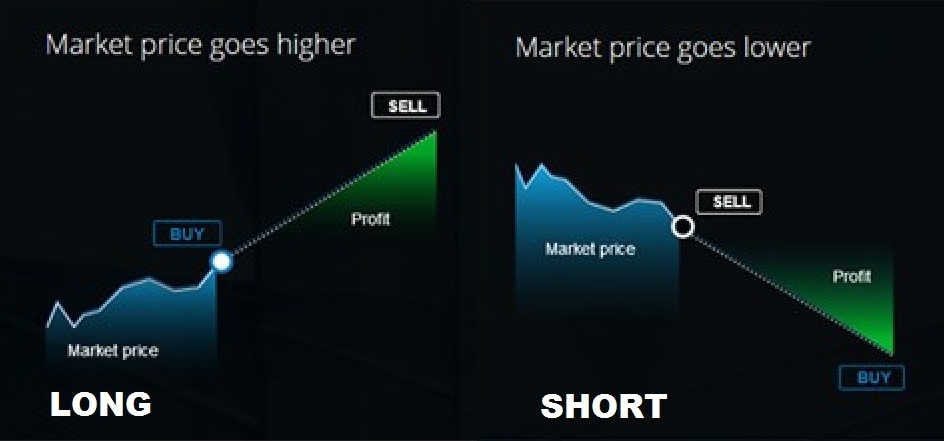 Market price goes higher
SELL
Profit
BUY
Market price
LONG
Market price goes lower
SELL
Market price
Profit
BUY
SHORT